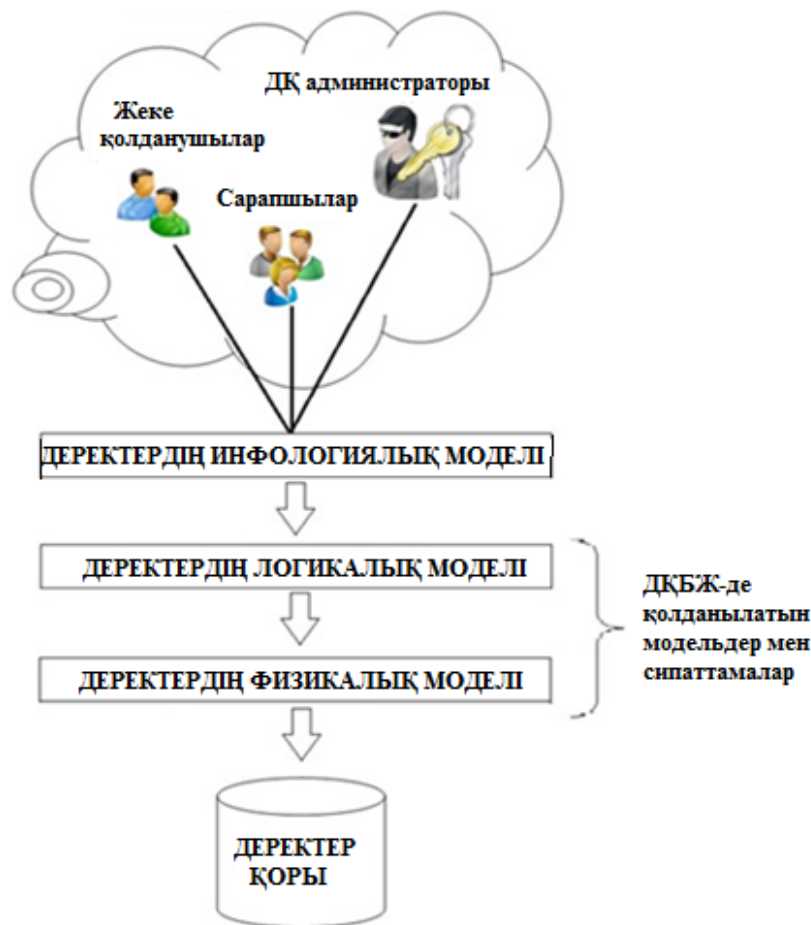 ДҚ администраторы
Жеке
қолданушылар
Сарапшылар
ДЕРЕКТЕРДІҢ ИНФОЛОГИЯЛЫҚ МОДЕЛІ
ДЕРЕКТЕРДІҢ ЛОГИКАЛЫҚ МОДЕЛІ
ДЕРЕКТЕРДІҢ ФИЗИКАЛЫҚ МОДЕЛІ
ДҚБЖ-де
қолданылатын
модельдер мен
сипаттамалар
ДЕРЕКТЕР
ҚОРЫ